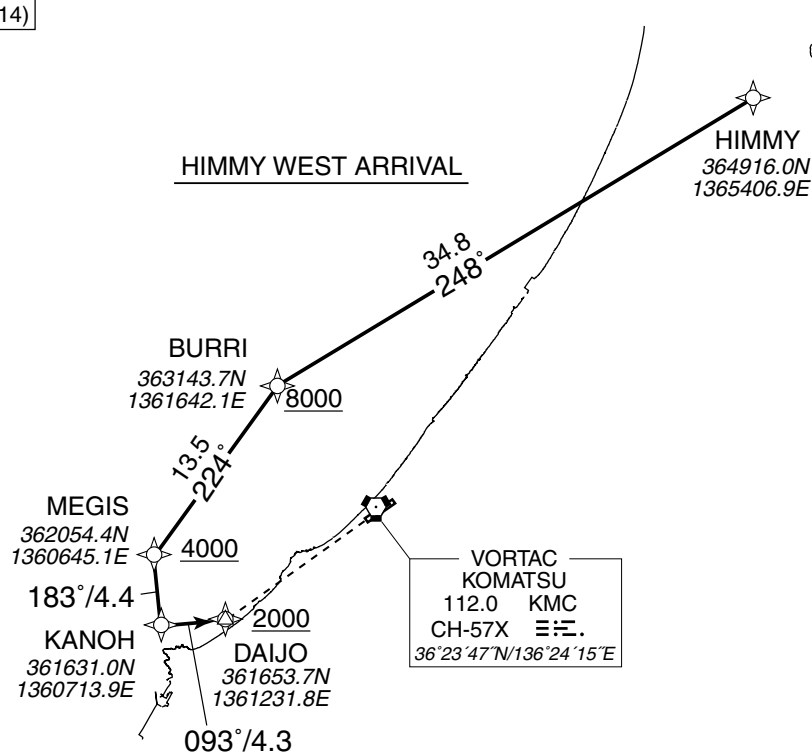 14)
HIMMY WEST ARRIVAL
HIMMY
364916.0N
1365406.9E
34.8
248°
BURRI
363143.7N
1361642.1E
8000
13.5
224°
MEGIS
362054.4N
1360645.1E
4000
183°/4.4
KANOH
361631.0N
1360713.9E
2000
DAIJO
361653.7N
1361231.8E
093°/4.3
VORTAC
KOMATSU
112.0 KMC
CH-57X
36°23´47˝N/136°24´15˝E